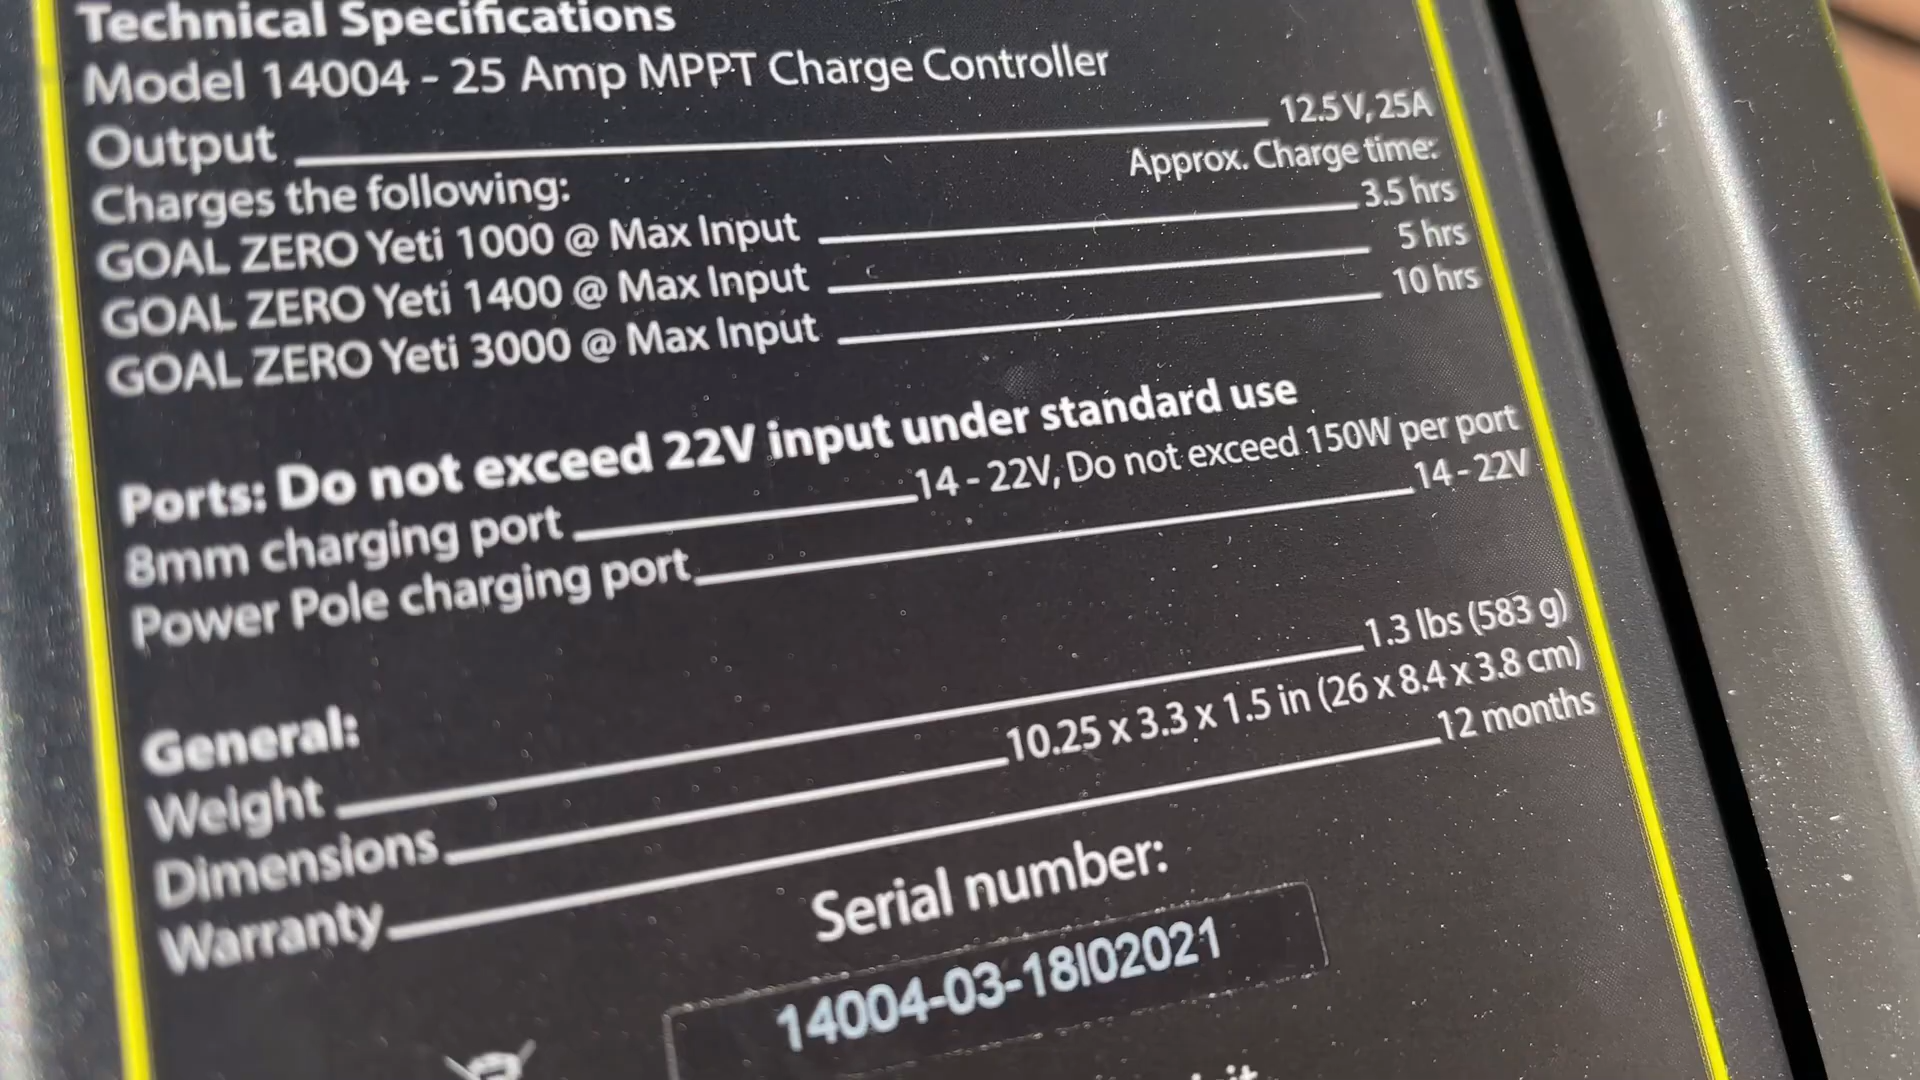 Technical Specifications
Model 14004 - 25 Amp MPPT Charge Controller
Output 12.5V, 25A
Charges the following: Approx. Charge time:
GOAL ZERO Yeti 1000 @ Max Input 3.5 hrs
GOAL ZERO Yeti 1400 @ Max Input 5 hrs
GOAL ZERO Yeti 3000 @ Max Input 10 hrs
Ports: Do not exceed 22V input under standard use
8mm charging port 14 - 22V, Do not exceed 150W per port
Power Pole charging port 14 - 22V
General:
Weight 1.3 lbs (583 g)
Dimensions 10.25 x 3.3 x 1.5 in (26 x 8.4 x 3.8 cm)
Warranty 12 months
Serial number:
14004-03-18I02021